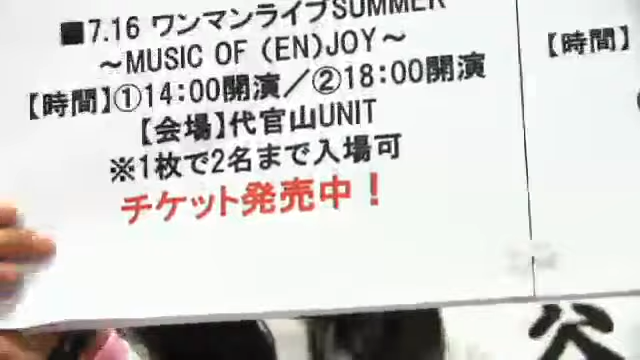 ■7.16 ワンマンライブSUMMER
～MUSIC OF (EN)JOY～
【時間】①14:00開演／②18:00開演
【会場】代官山UNIT
※1枚で2名まで入場可
チケット発売中！
【時間】